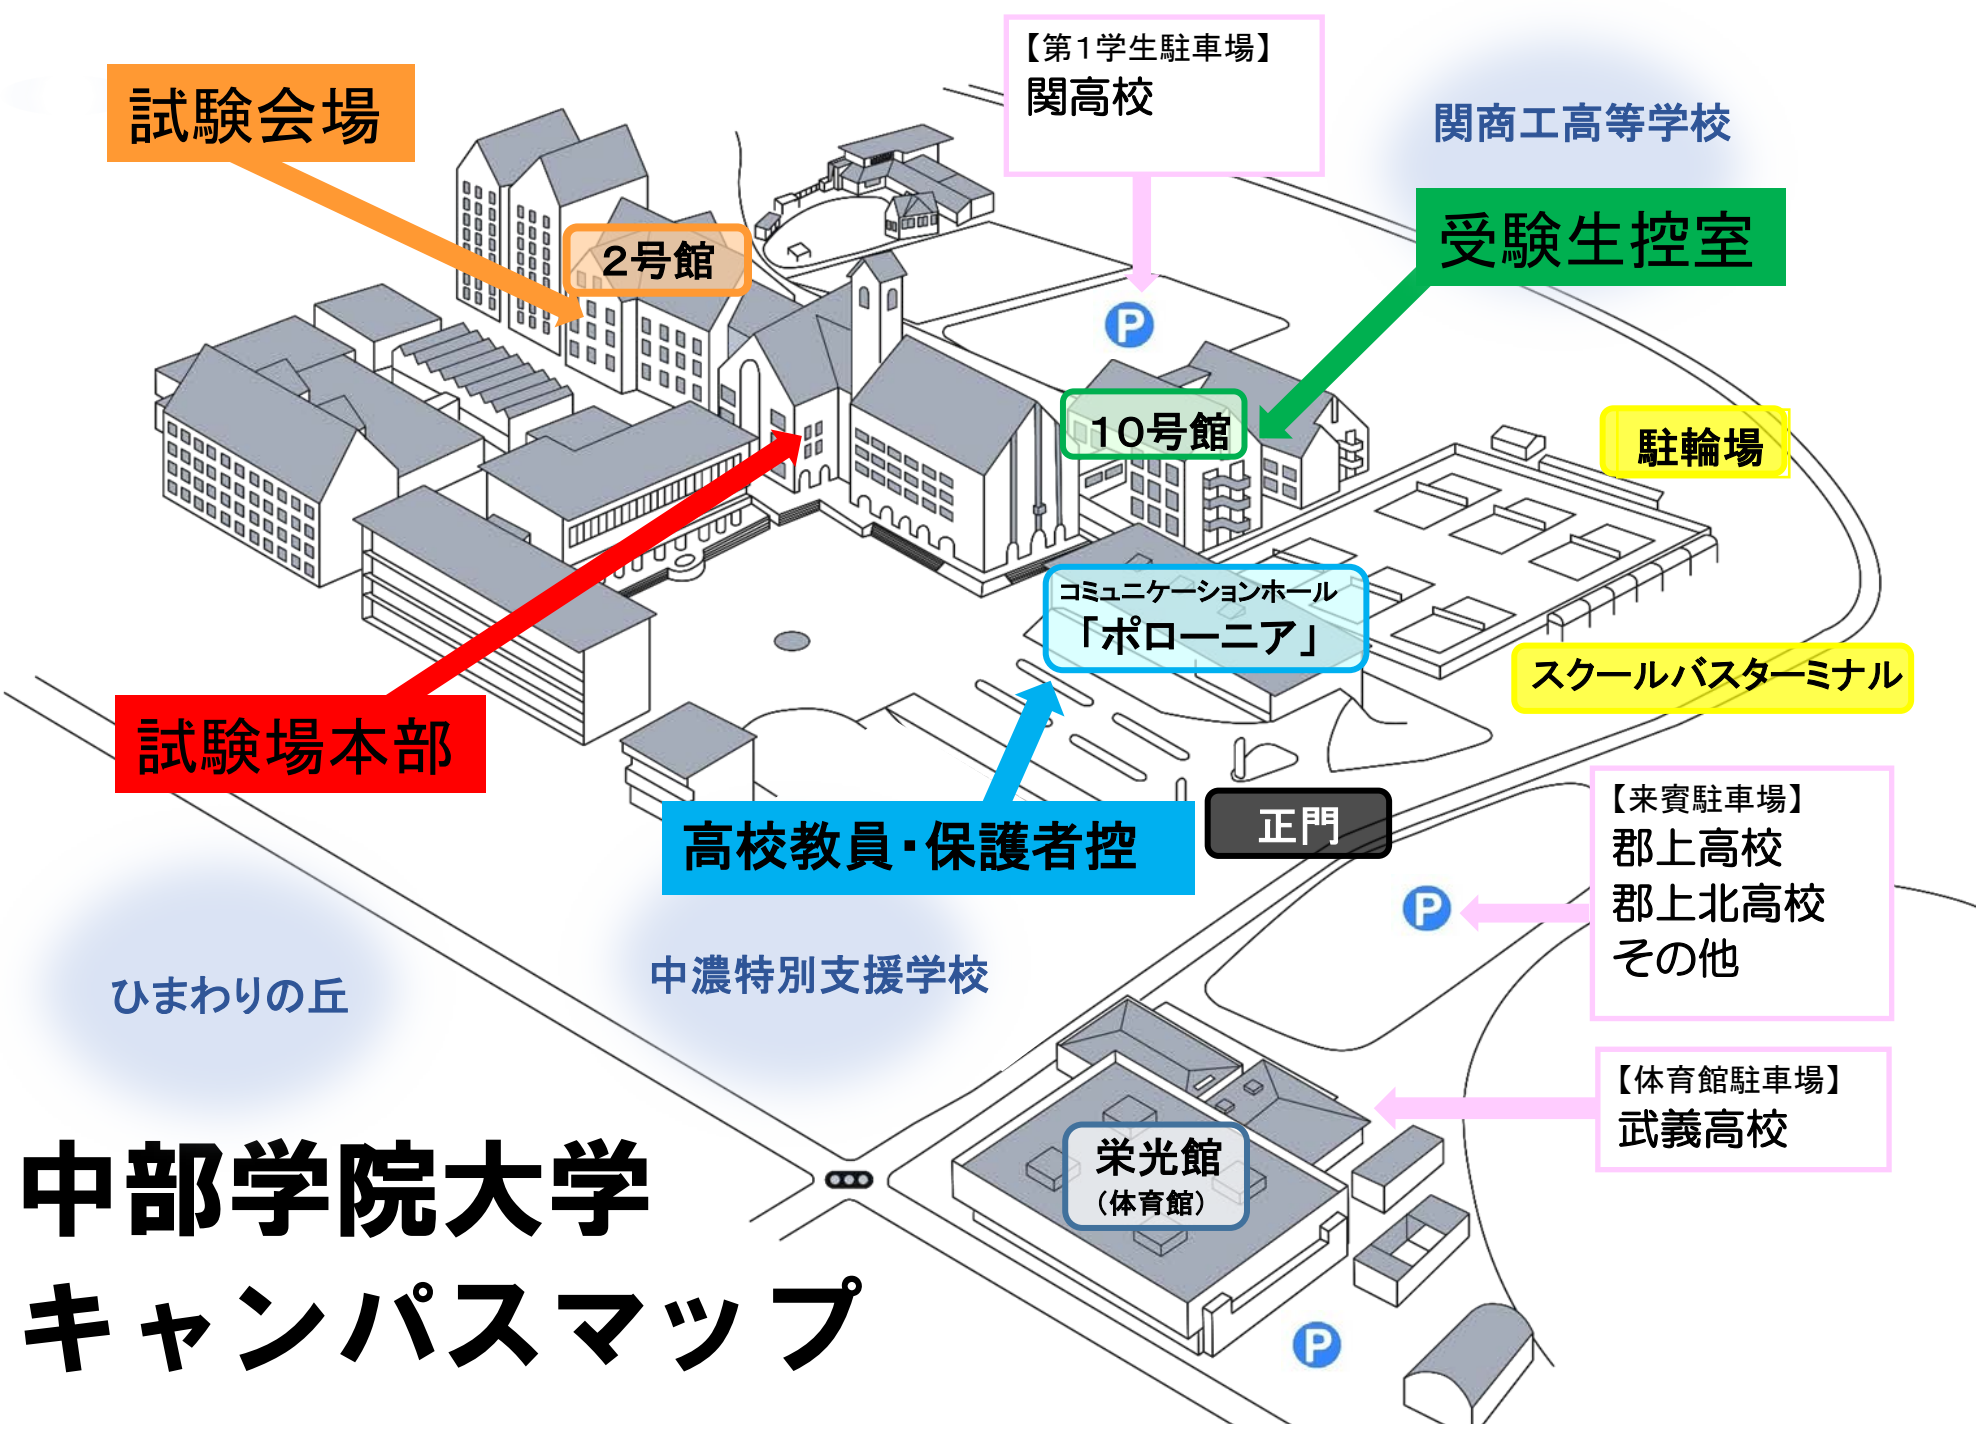 【第1学生駐車場】
関高校
関商工高等学校
試験会場
2号館
受験生控室
P
10号館
駐輪場
コミュニケーションホール
「ポローニア」
スクールバスターミナル
試験場本部
高校教員・保護者控
正門
【来賓駐車場】
郡上高校
郡上北高校
その他
P
ひまわりの丘
中濃特別支援学校
【体育館駐車場】
武義高校
栄光館
(体育館)
P
中部学院大学
キャンパスマップ